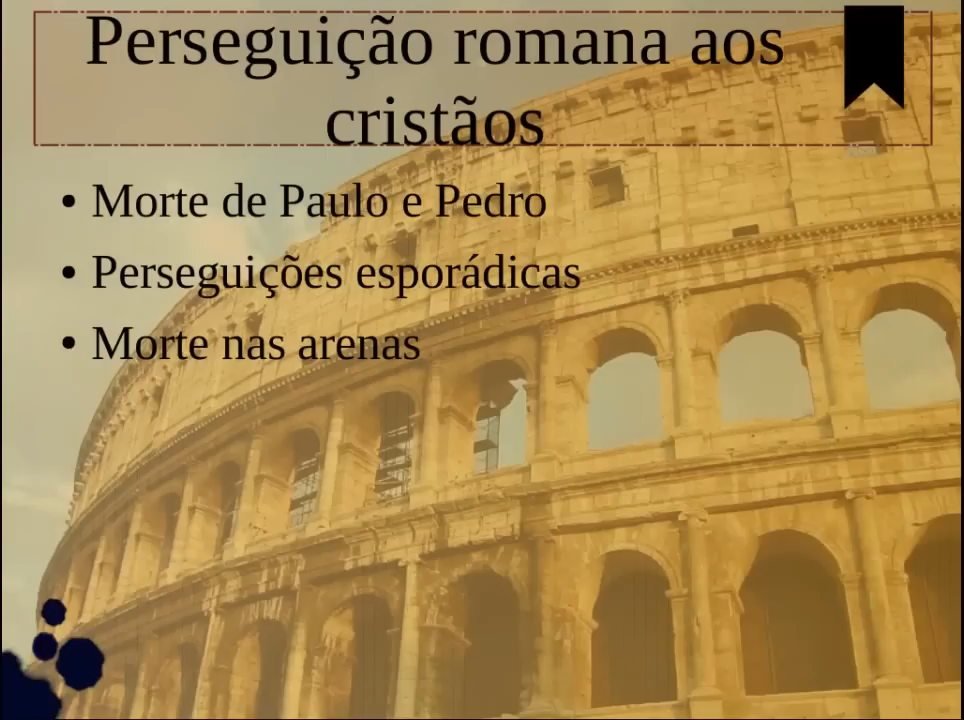 Perseguição romana aos
cristãos
• Morte de Paulo e Pedro
• Perseguições esporádicas
• Morte nas arenas